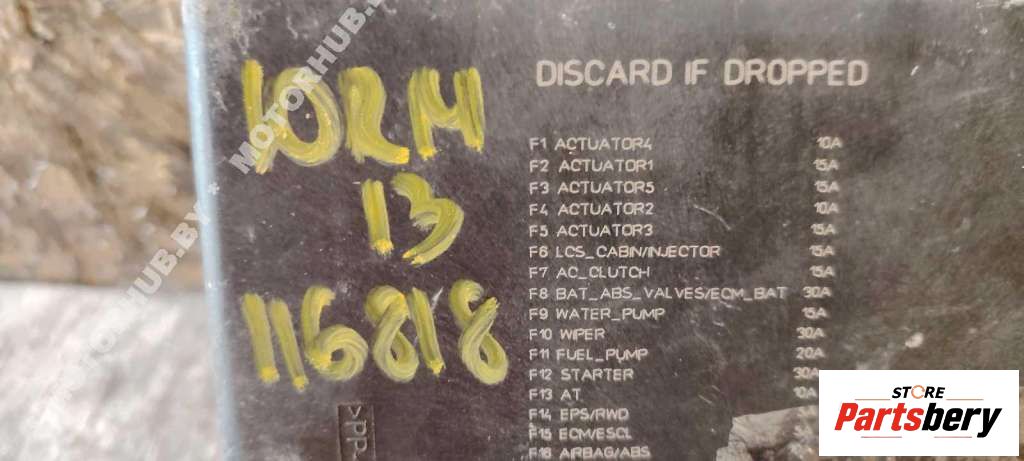 MOTORHUB.BY
MOTORHUB.BY
10RM
13
116818
DISCARD IF DROPPED
F1 ACTUATOR4 10A
F2 ACTUATOR1 15A
F3 ACTUATOR5 15A
F4 ACTUATOR2 10A
F5 ACTUATOR3 15A
F6 LCS_CABIN/INJECTOR 15A
F7 AC_CLUTCH 15A
F8 BAT_ABS_VALVES/ECM_BAT 30A
F9 WATER_PUMP 15A
F10 WIPER 30A
F11 FUEL_PUMP 20A
F12 STARTER 30A
F13 AT 10A
F14 EPS/RWD
F15 ECM/ESCL
F16 AIRBAG/ABS
>PP
STORE
Partsbery